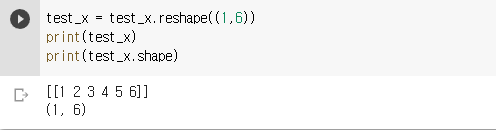 test_x = test_x.reshape((1,6))
print(test_x)
print(test_x.shape)
[[1 2 3 4 5 6]]
(1, 6)